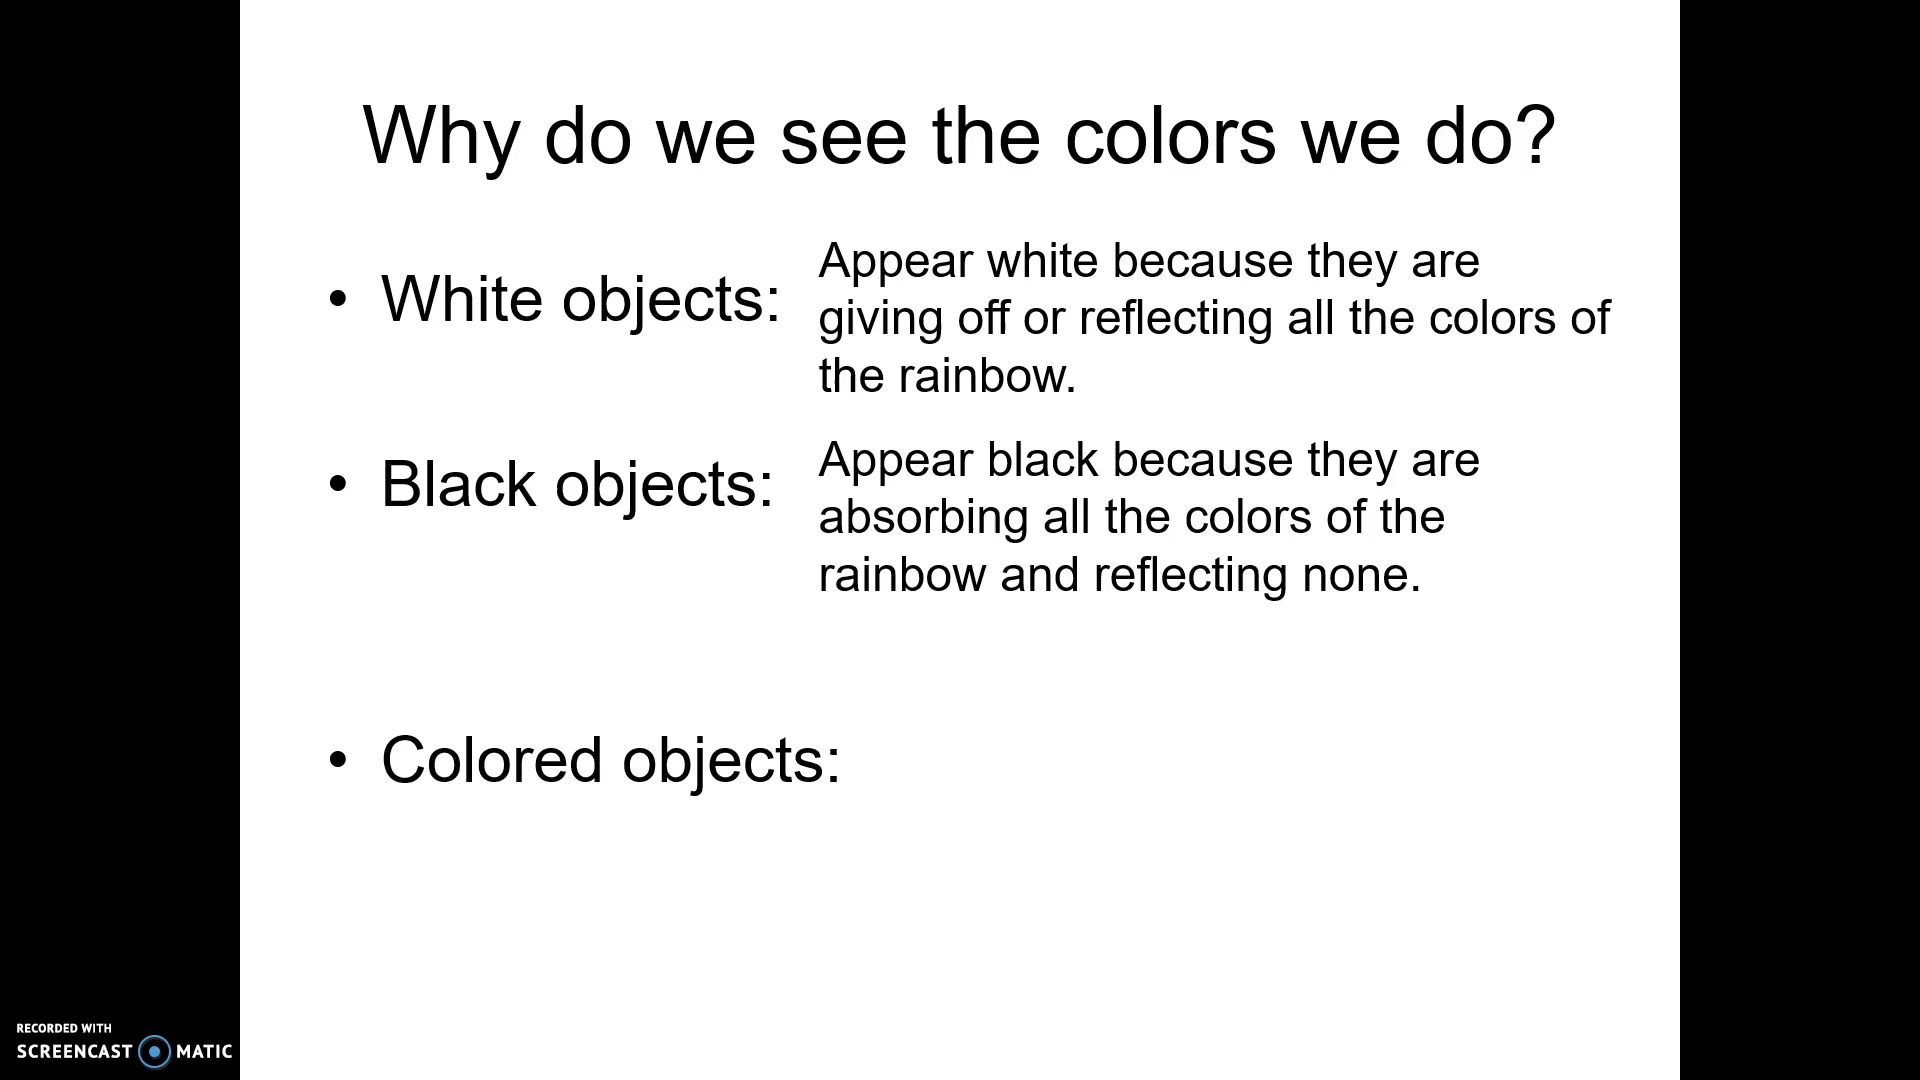 Why do we see the colors we do?
• White objects:
Appear white because they are
giving off or reflecting all the colors of
the rainbow.
• Black objects:
Appear black because they are
absorbing all the colors of the
rainbow and reflecting none.
• Colored objects:
RECORDED WITH
SCREENCAST MATIC